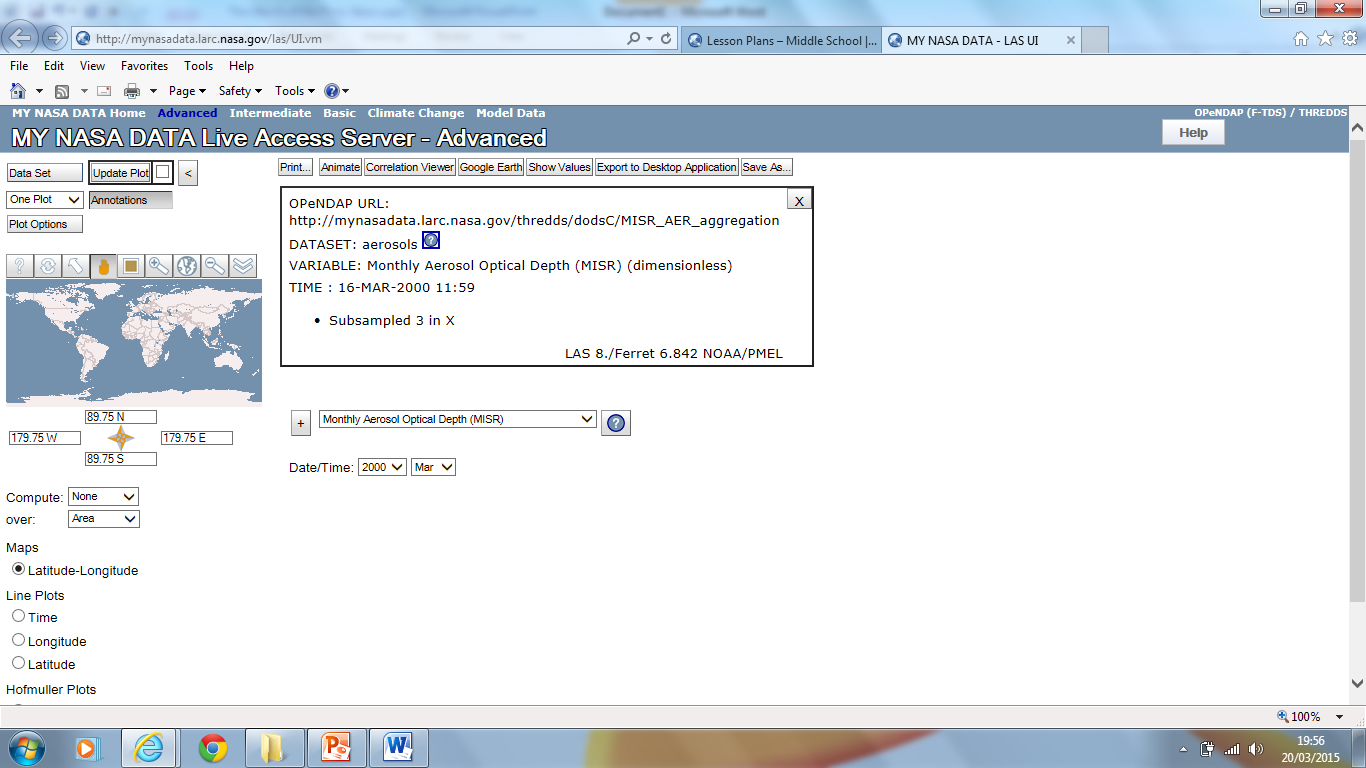 http://mynasadata.larc.nasa.gov/las/UI.vm
Lesson Plans – Middle School |...
MY NASA DATA - LAS UI
File Edit View Favorites Tools Help
Page Safety Tools
MY NASA DATA Home Advanced Intermediate Basic Climate Change Model Data
OPeNDAP (F-TDS) / THREDDS
MY NASA DATA Live Access Server - Advanced
Help
Data Set Update Plot <
One Plot Annotations
Plot Options
Print... Animate Correlation Viewer Google Earth Show Values Export to Desktop Application Save As...
X
OPeNDAP URL:
http://mynasadata.larc.nasa.gov/thredds/dodsC/MISR_AER_aggregation
DATASET: aerosols ?
VARIABLE: Monthly Aerosol Optical Depth (MISR) (dimensionless)
TIME : 16-MAR-2000 11:59
• Subsampled 3 in X
LAS 8./Ferret 6.842 NOAA/PMEL
+ Monthly Aerosol Optical Depth (MISR) ?
Date/Time: 2000 Mar
89.75 N
179.75 W 179.75 E
89.75 S
Compute: None
over: Area
Maps
Latitude-Longitude
Line Plots
Time
Longitude
Latitude
Hofmuller Plots
100%
19:56
20/03/2015